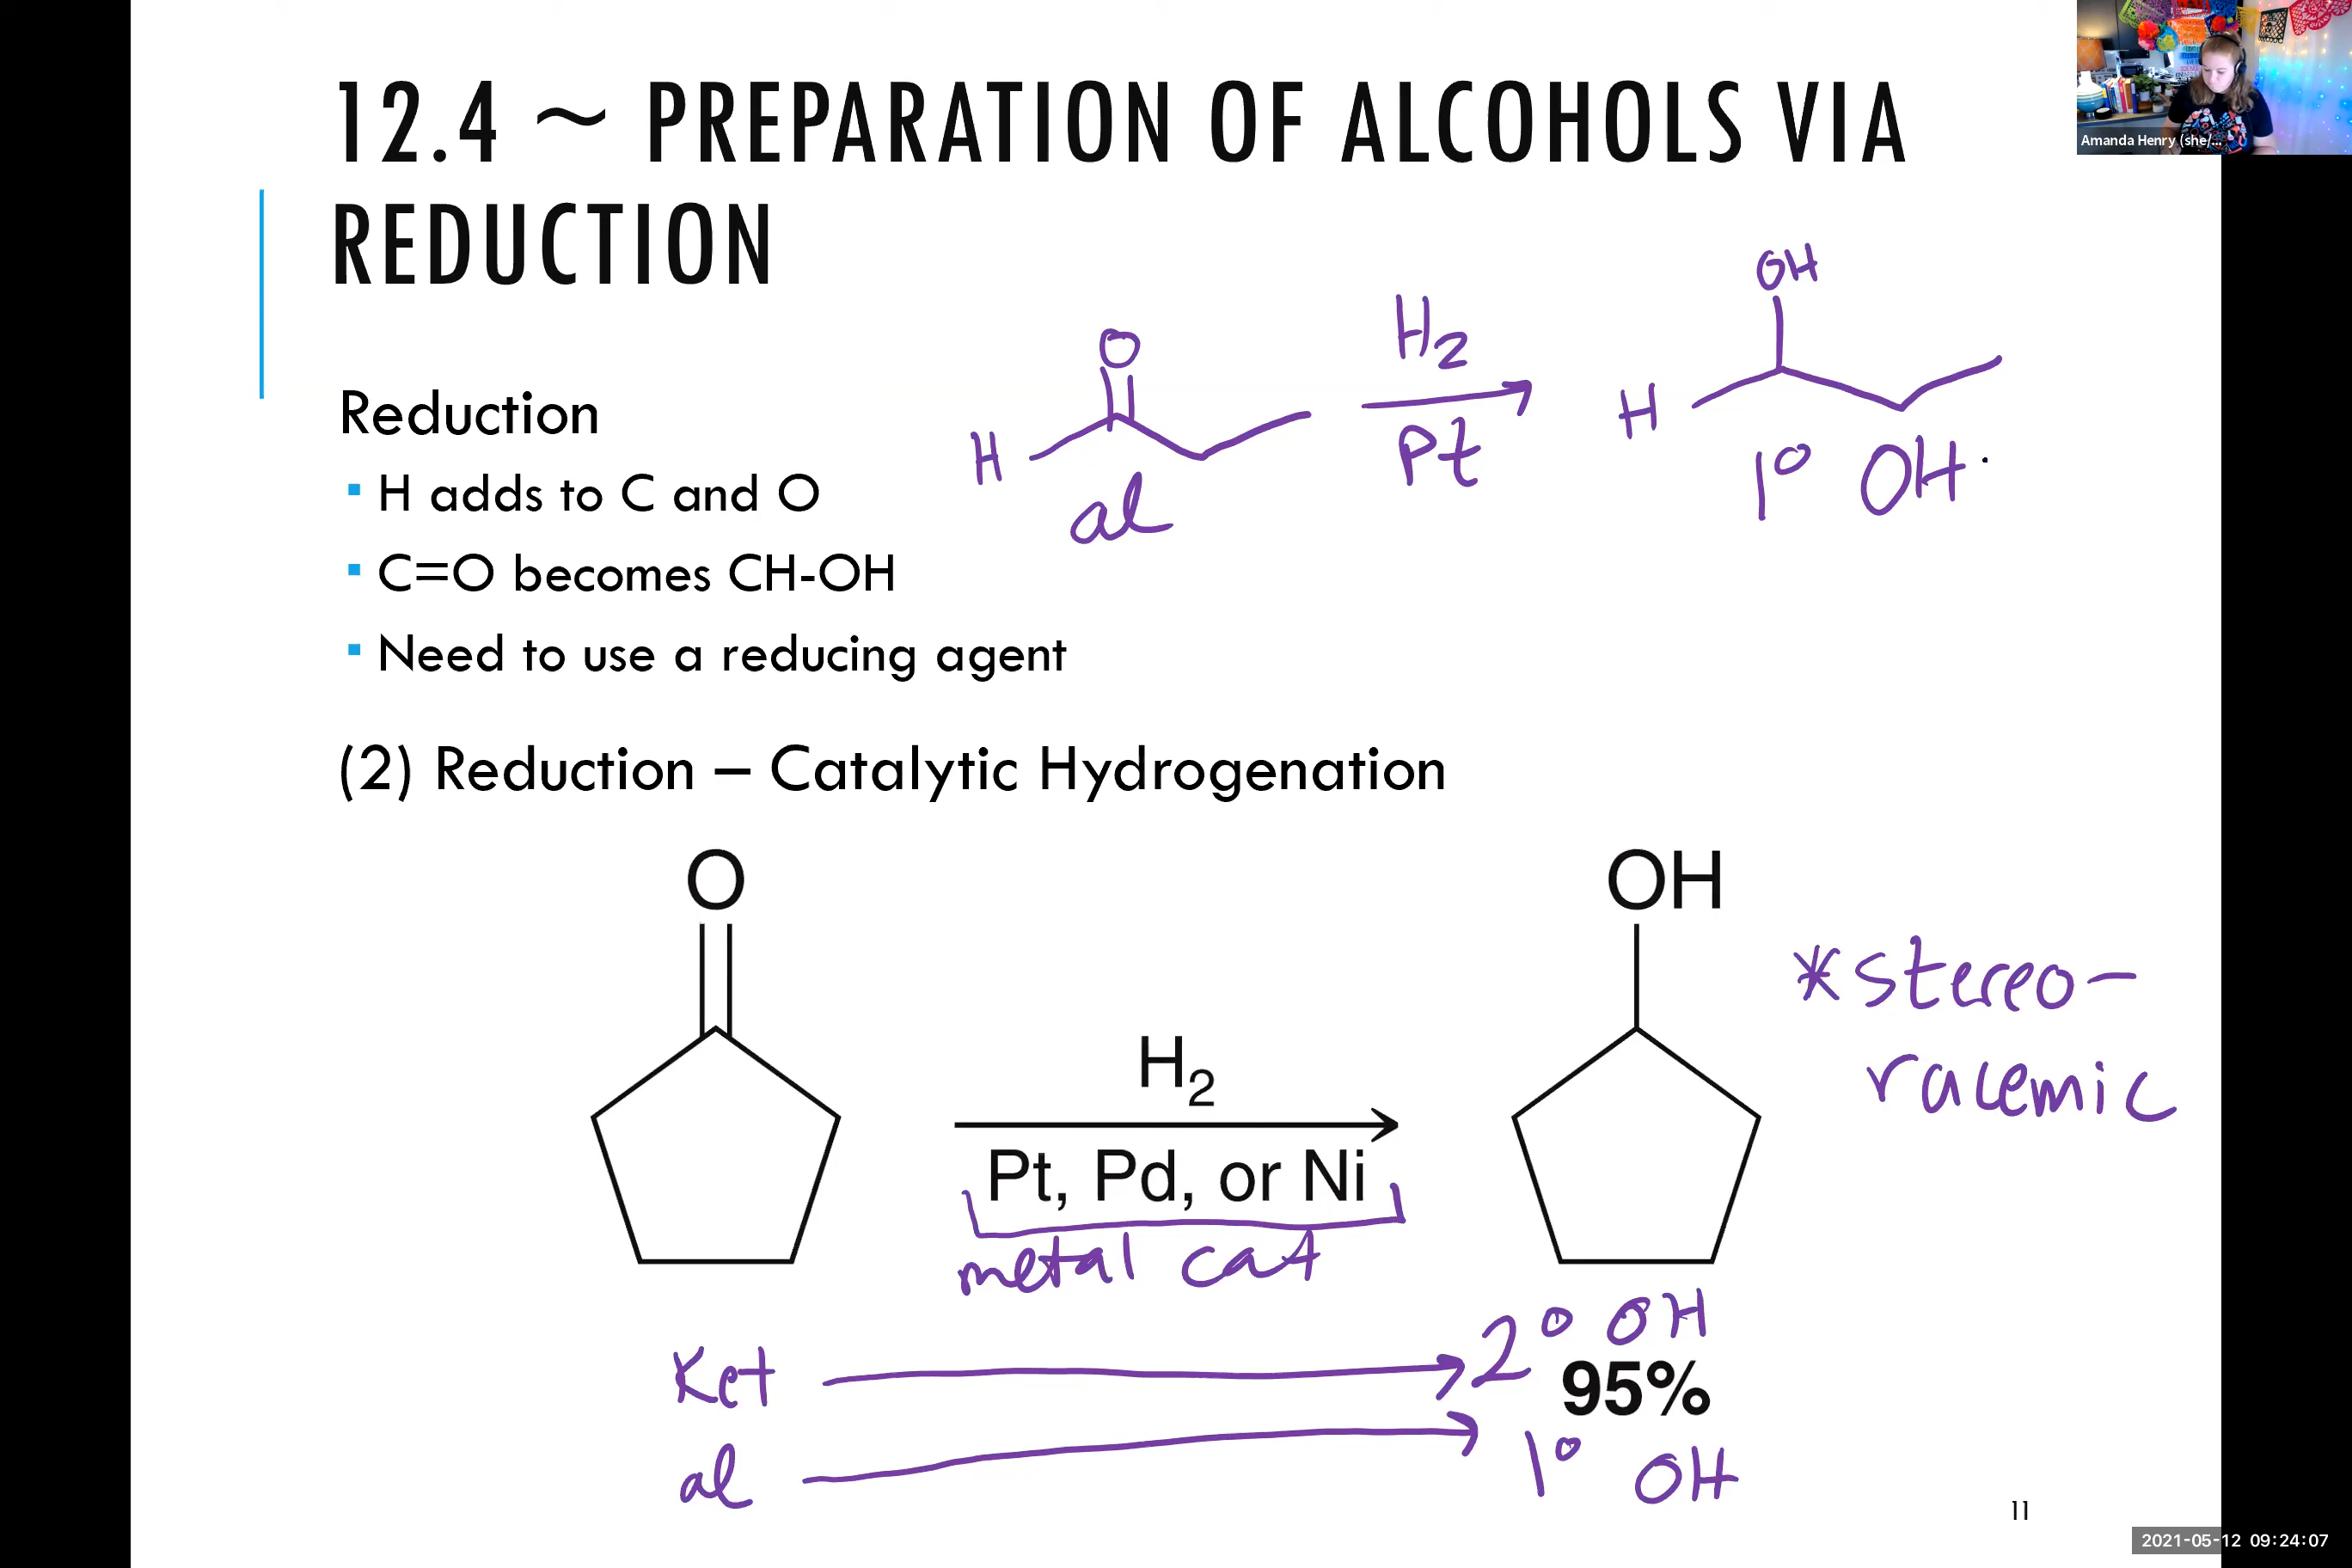 12.4 ~ PREPARATION OF ALCOHOLS VIA
REDUCTION
Amanda Henry (she/...
Reduction
▪ H adds to C and O
▪ C=O becomes CH-OH
▪ Need to use a reducing agent
O
H
al
H₂
Pt
OH
H
1° OH
(2) Reduction – Catalytic Hydrogenation
O
H₂
Pt, Pd, or Ni
metal cat
OH
*stereo-
racemic
Ket
2° OH
95%
al
1° OH
11
2021-05-12 09:24:07